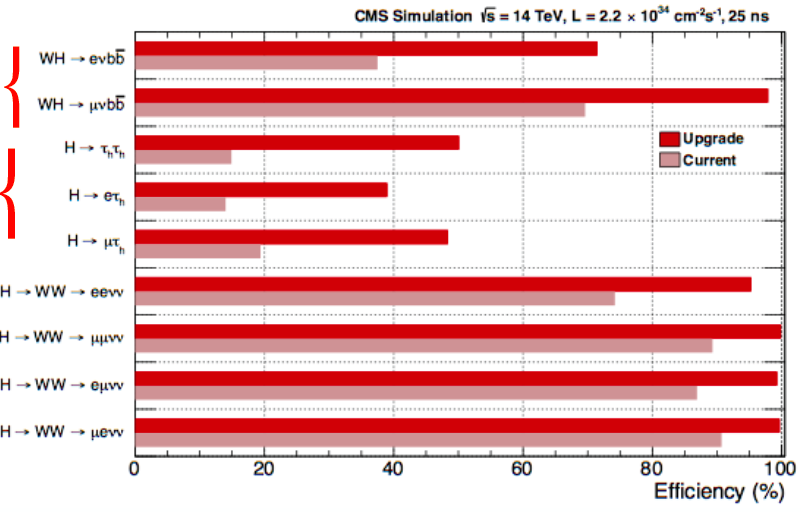 CMS Simulation √s = 14 TeV, L = 2.2 × 10³⁴ cm⁻²s⁻¹, 25 ns
WH → eνbb̅
WH → μνbb̅
H → τₕτₕ
H → eτₕ
H → μτₕ
H → WW → eeνν
H → WW → μμνν
H → WW → eμνν
H → WW → μeνν
Upgrade
Current
0 20 40 60 80 100
Efficiency (%)